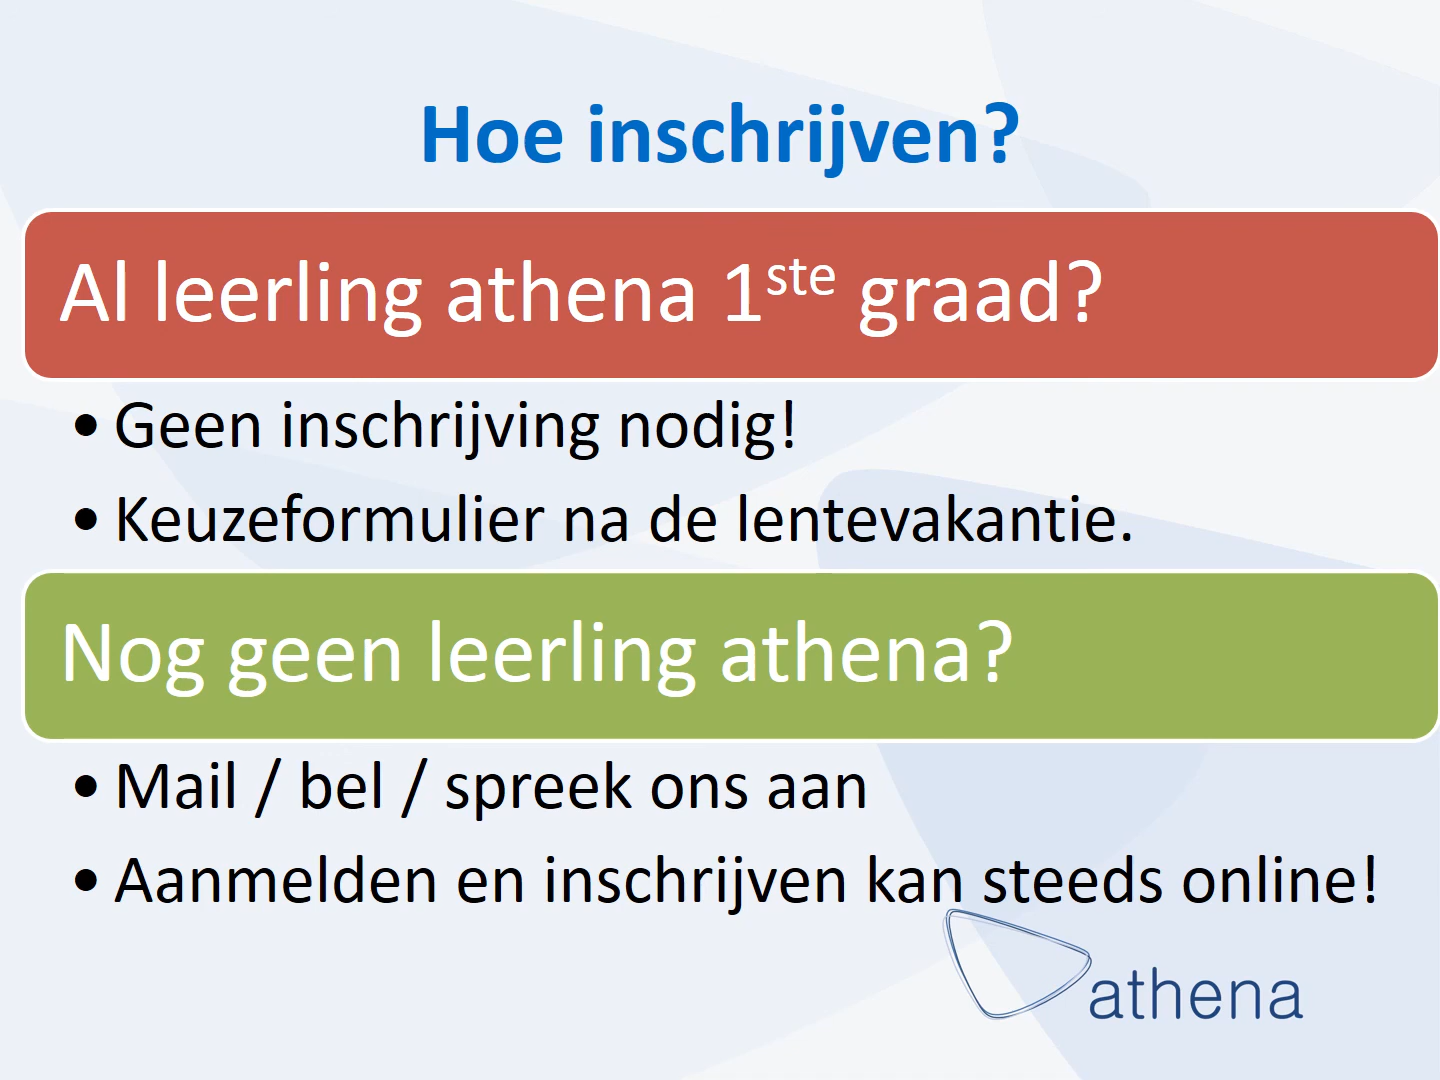 Hoe inschrijven?
Al leerling athena 1ste graad?
• Geen inschrijving nodig!
• Keuzeformulier na de lentevakantie.
Nog geen leerling athena?
• Mail / bel / spreek ons aan
• Aanmelden en inschrijven kan steeds online!
athena